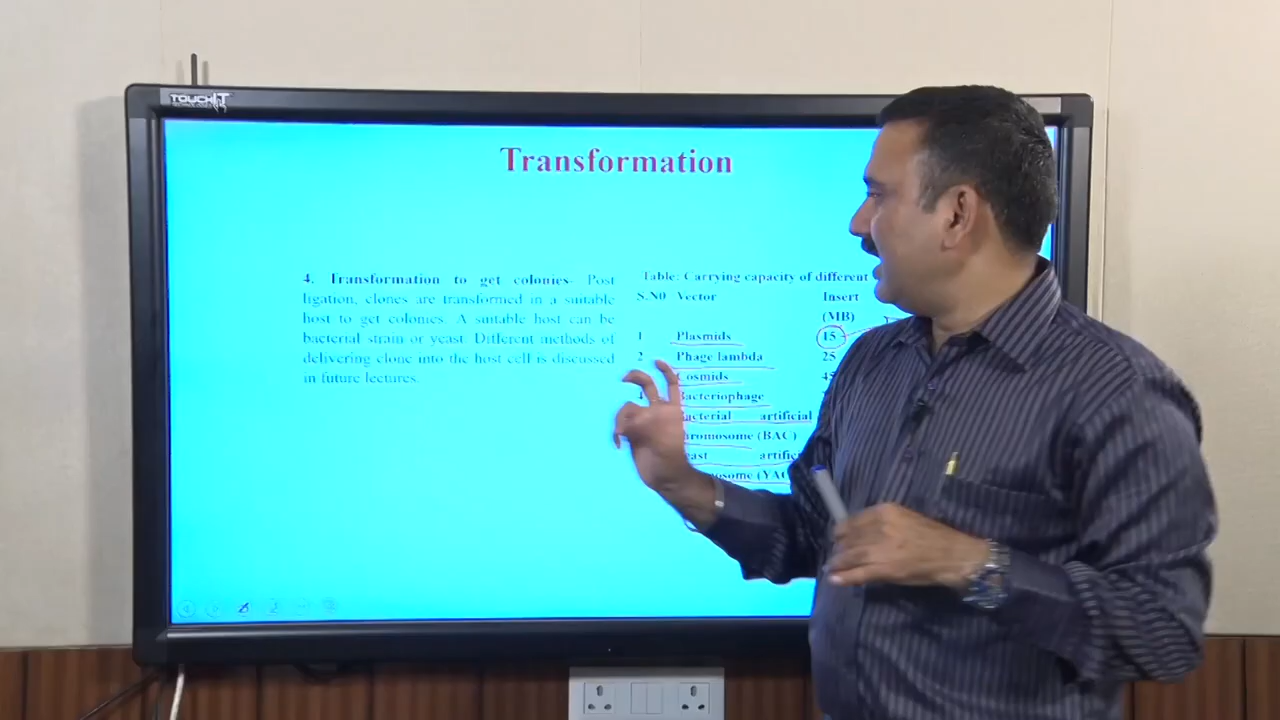 TOUCHIT
TECHNOLOGIES
Transformation
4. Transformation to get colonies- Post
ligation, clones are transformed in a suitable
host to get colonies. A suitable host can be
bacterial strain or yeast. Different methods of
delivering clone into the host cell is discussed
in future lectures.
Table: Carrying capacity of different
S.N0 Vector Insert
(MB)
1 Plasmids 15
2 Phage lambda 25
Cosmids 45
4 Bacteriophage
artificial
(BAC)